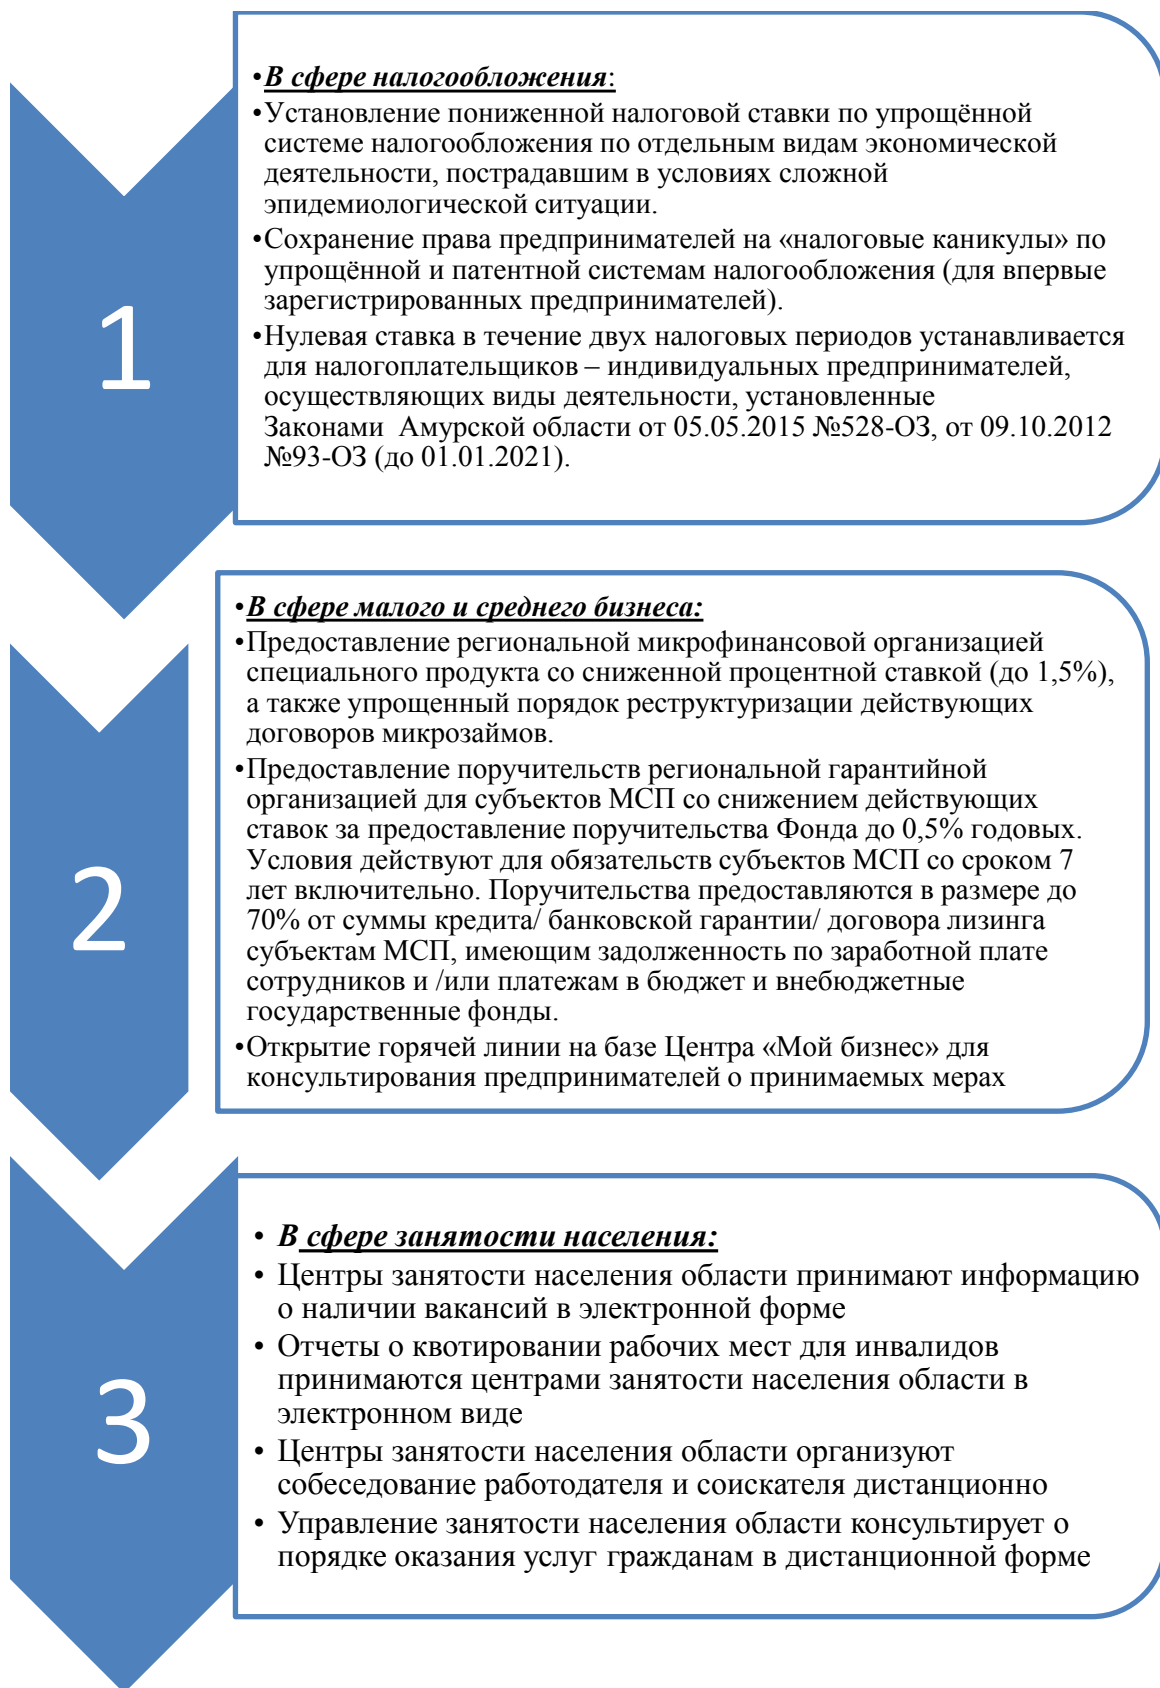 1
•В сфере налогообложения:
•Установление пониженной налоговой ставки по упрощённой
системе налогообложения по отдельным видам экономической
деятельности, пострадавшим в условиях сложной
эпидемиологической ситуации.
•Сохранение права предпринимателей на «налоговые каникулы» по
упрощённой и патентной системам налогообложения (для впервые
зарегистрированных предпринимателей).
•Нулевая ставка в течение двух налоговых периодов устанавливается
для налогоплательщиков – индивидуальных предпринимателей,
осуществляющих виды деятельности, установленные
Законами Амурской области от 05.05.2015 №528-ОЗ, от 09.10.2012
№93-ОЗ (до 01.01.2021).
2
•В сфере малого и среднего бизнеса:
•Предоставление региональной микрофинансовой организацией
специального продукта со сниженной процентной ставкой (до 1,5%),
а также упрощенный порядок реструктуризации действующих
договоров микрозаймов.
•Предоставление поручительств региональной гарантийной
организацией для субъектов МСП со снижением действующих
ставок за предоставление поручительства Фонда до 0,5% годовых.
Условия действуют для обязательств субъектов МСП со сроком 7
лет включительно. Поручительства предоставляются в размере до
70% от суммы кредита/ банковской гарантии/ договора лизинга
субъектам МСП, имеющим задолженность по заработной плате
сотрудников и /или платежам в бюджет и внебюджетные
государственные фонды.
•Открытие горячей линии на базе Центра «Мой бизнес» для
консультирования предпринимателей о принимаемых мерах
3
• В сфере занятости населения:
• Центры занятости населения области принимают информацию
о наличии вакансий в электронной форме
• Отчеты о квотировании рабочих мест для инвалидов
принимаются центрами занятости населения области в
электронном виде
• Центры занятости населения области организуют
собеседование работодателя и соискателя дистанционно
• Управление занятости населения области консультирует о
порядке оказания услуг гражданам в дистанционной форме